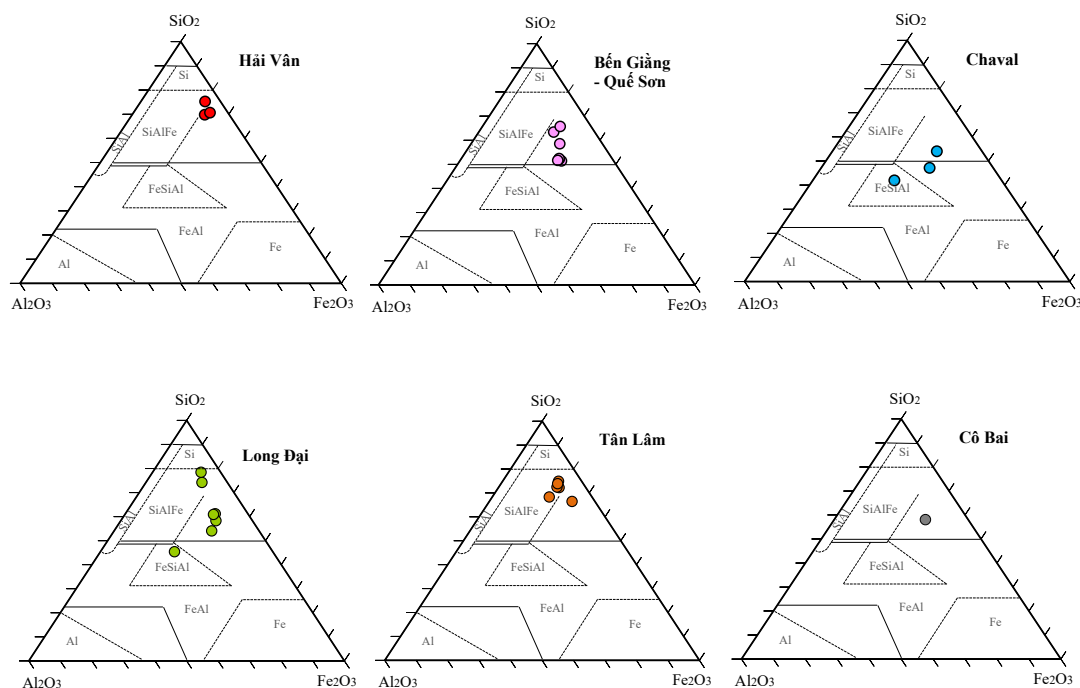 SiO2
Hải Vân
Si
SiAlFe
SiAl
FeSiAl
FeAl
Al
Fe
Al2O3
Fe2O3
SiO2
Bến Giằng
- Quế Sơn
Si
SiAlFe
SiAl
FeSiAl
FeAl
Al
Fe
Al2O3
Fe2O3
SiO2
Chaval
Si
SiAlFe
SiAl
FeSiAl
FeAl
Al
Fe
Al2O3
Fe2O3
SiO2
Long Đại
Si
SiAlFe
SiAl
FeSiAl
FeAl
Al
Fe
Al2O3
Fe2O3
SiO2
Tân Lâm
Si
SiAlFe
SiAl
FeSiAl
FeAl
Al
Fe
Al2O3
Fe2O3
SiO2
Cô Bai
Si
SiAlFe
SiAl
FeSiAl
FeAl
Al
Fe
Al2O3
Fe2O3